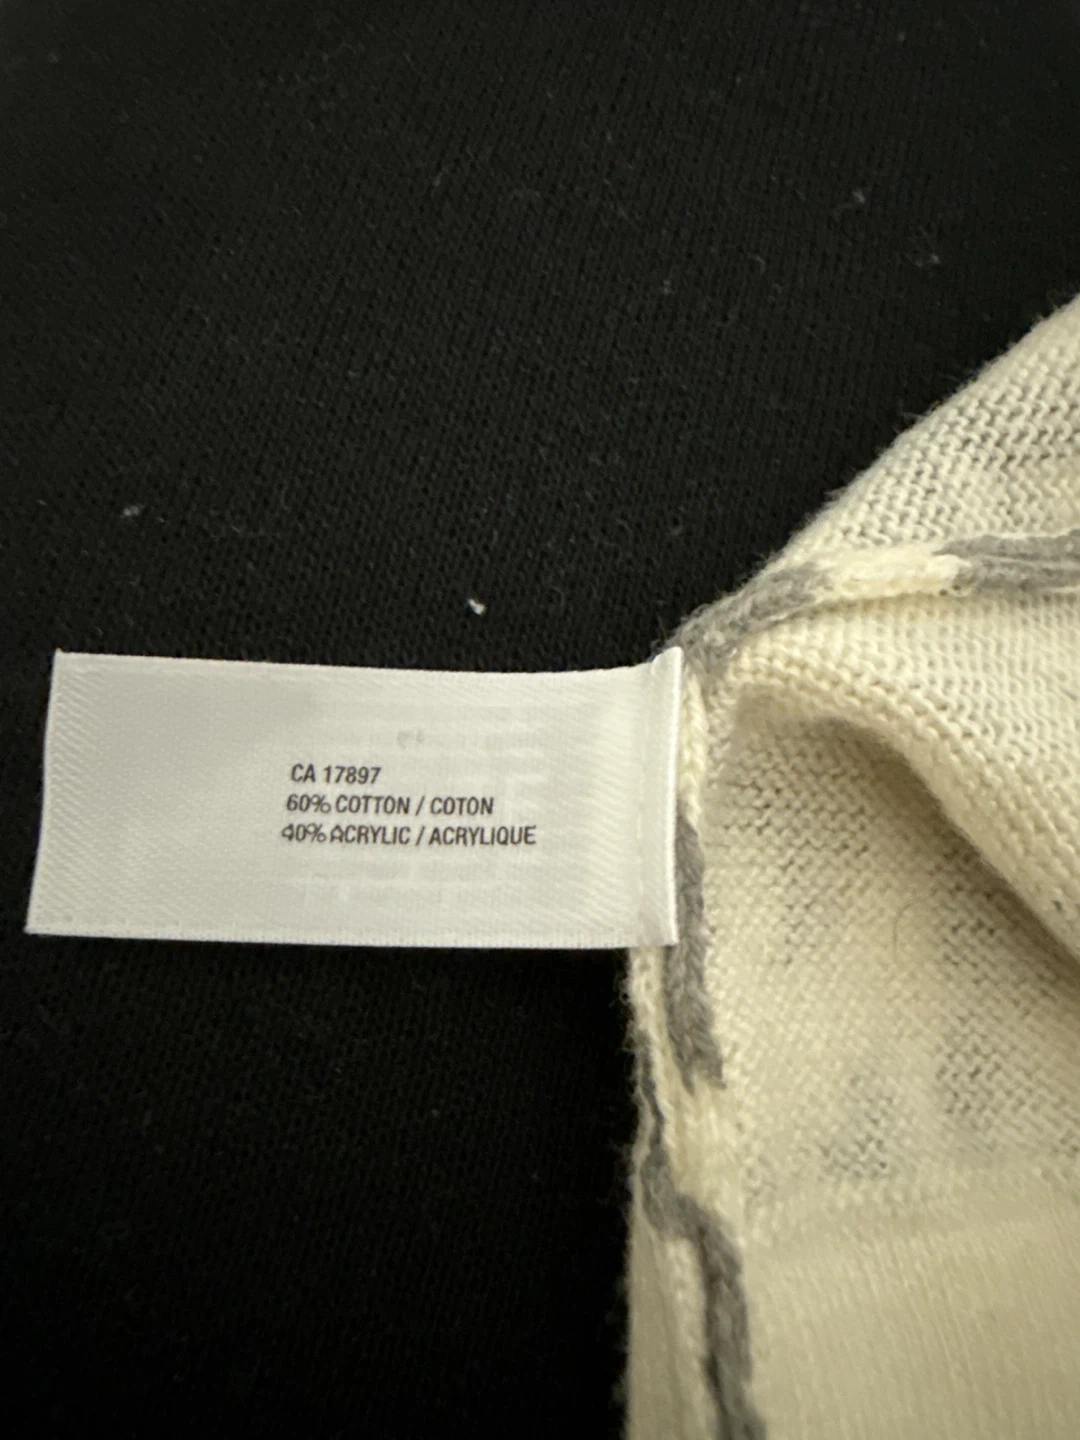 CA 17897
60% COTTON / COTON
40% ACRYLIC / ACRYLIQUE